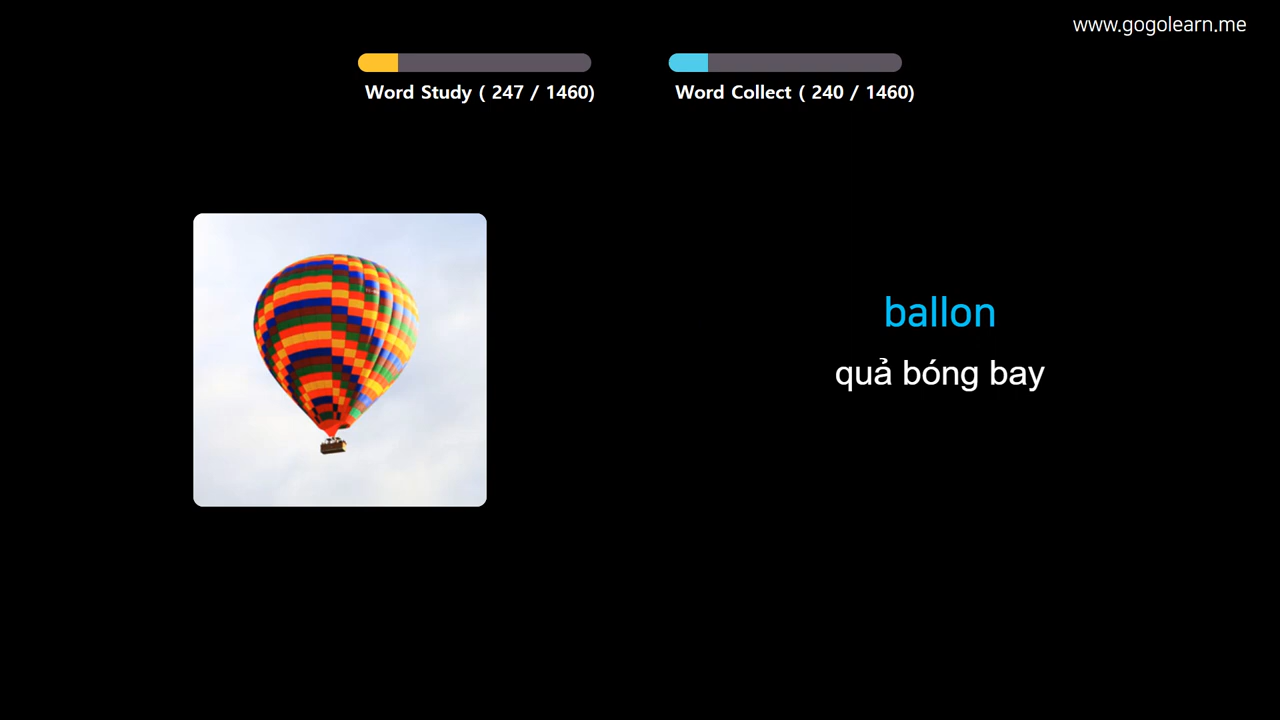 www.gogolearn.me
Word Study ( 247 / 1460)
Word Collect ( 240 / 1460)
ballon
quả bóng bay